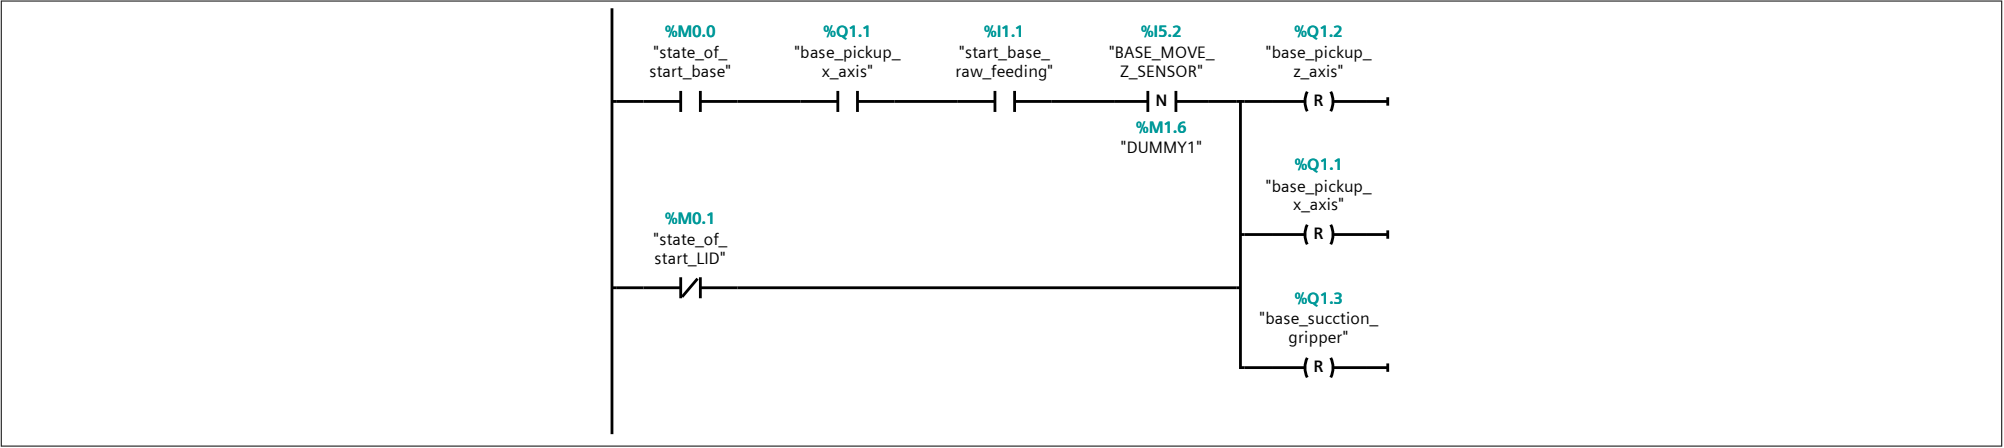 %M0.0
"state_of_
start_base"
%Q1.1
"base_pickup_
x_axis"
%I1.1
"start_base_
raw_feeding"
%I5.2
"BASE_MOVE_
Z_SENSOR"
N
%M1.6
"DUMMY1"
%Q1.2
"base_pickup_
z_axis"
R
%Q1.1
"base_pickup_
x_axis"
R
%M0.1
"state_of_
start_LID"
%Q1.3
"base_sucction_
gripper"
R